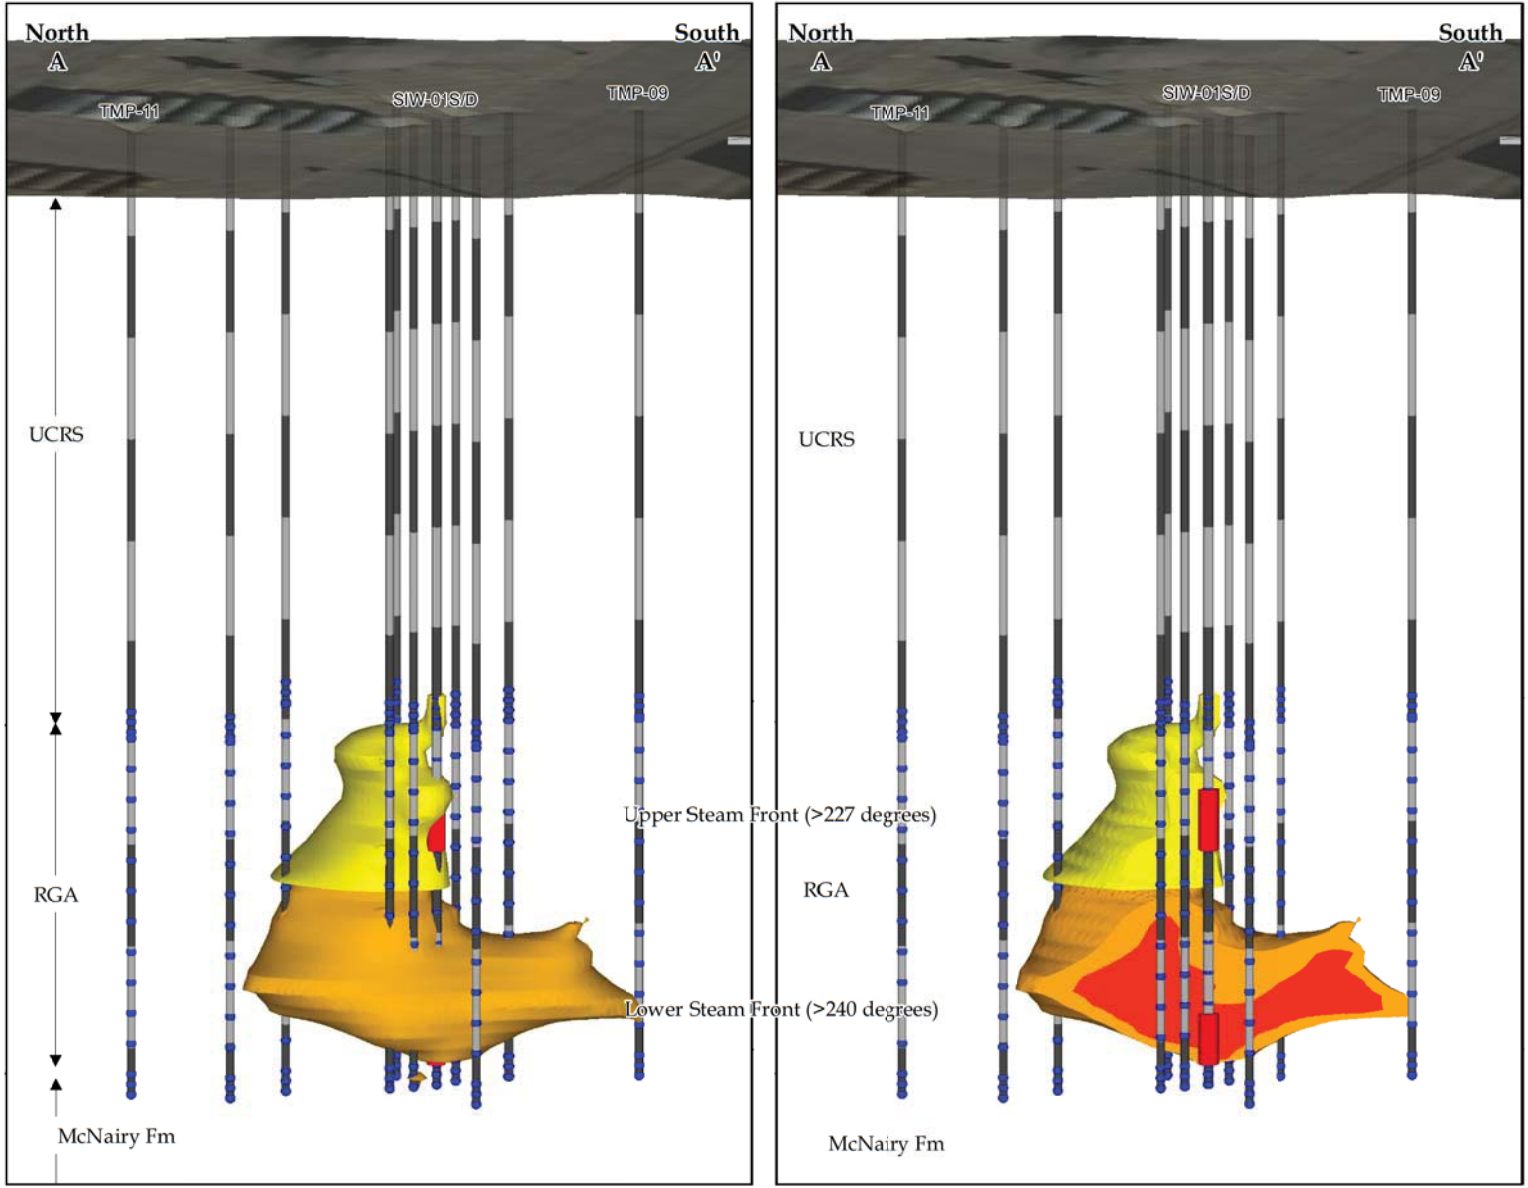 North
A
South
A'
TMP-11
SIW-01S/D
TMP-09
UCRS
RGA
McNairy Fm
Upper Steam Front (>227 degrees)
Lower Steam Front (>240 degrees)
North
A
South
A'
TMP-11
SIW-01S/D
TMP-09
UCRS
RGA
McNairy Fm